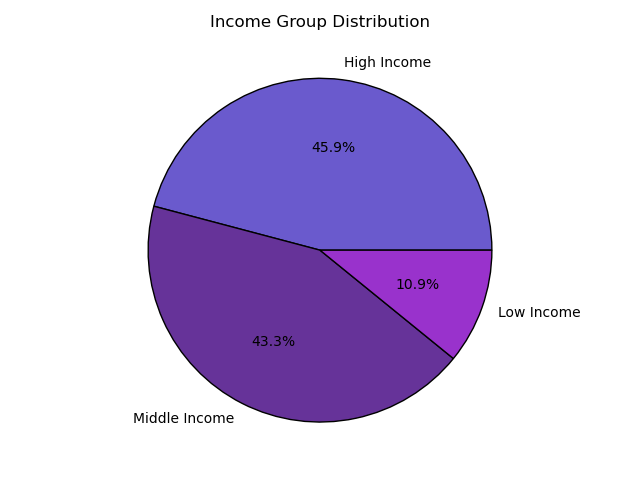 Income Group Distribution
High Income
45.9%
10.9%
Low Income
43.3%
Middle Income